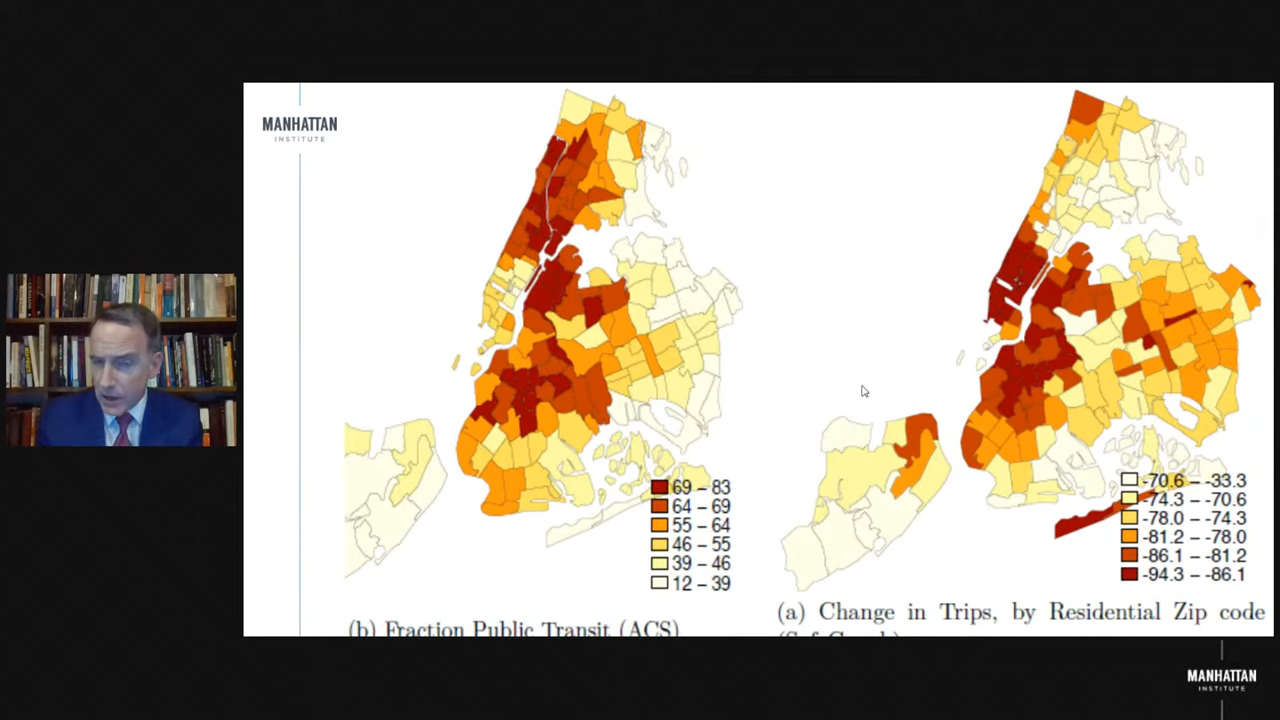 MANHATTAN
INSTITUTE
69 – 83
64 – 69
55 – 64
46 – 55
39 – 46
12 – 39
(b) Fraction Public Transit (ACS)
-70.6 – -33.3
-74.3 – -70.6
-78.0 – -74.3
-81.2 – -78.0
-86.1 – -81.2
-94.3 – -86.1
(a) Change in Trips, by Residential Zip code
MANHATTAN
INSTITUTE